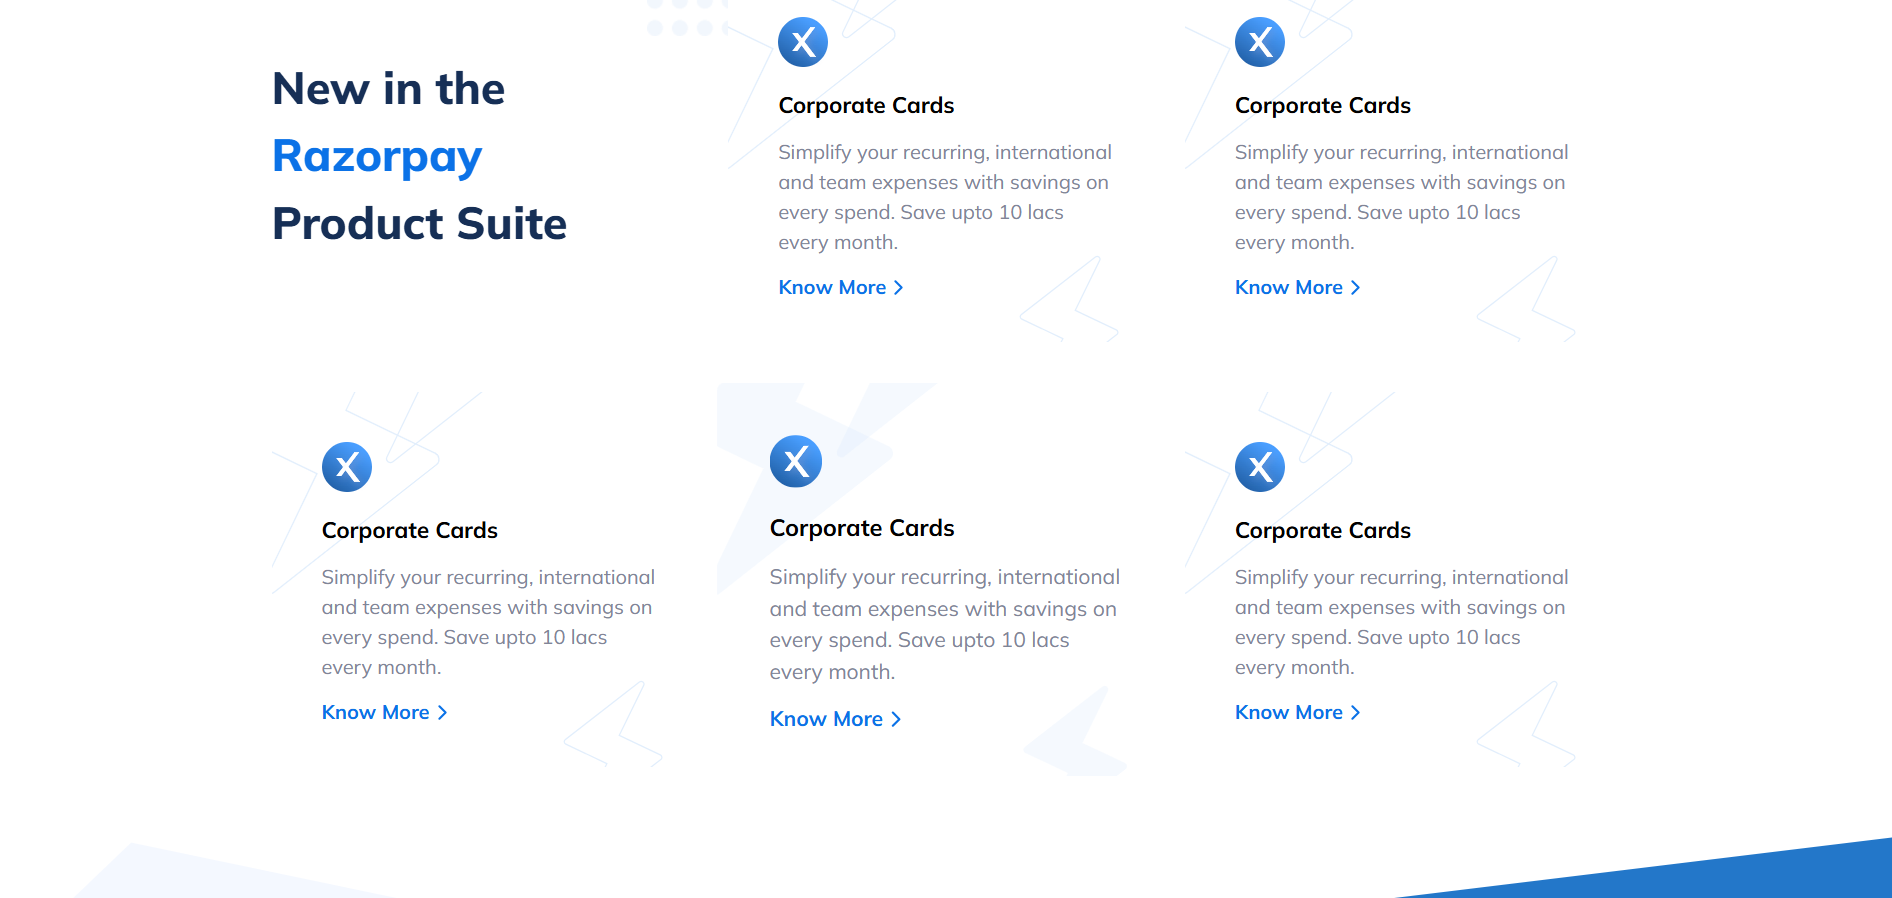 New in the
Razorpay
Product Suite
Corporate Cards
Simplify your recurring, international
and team expenses with savings on
every spend. Save upto 10 lacs
every month.
Know More
Corporate Cards
Simplify your recurring, international
and team expenses with savings on
every spend. Save upto 10 lacs
every month.
Know More
Corporate Cards
Simplify your recurring, international
and team expenses with savings on
every spend. Save upto 10 lacs
every month.
Know More
Corporate Cards
Simplify your recurring, international
and team expenses with savings on
every spend. Save upto 10 lacs
every month.
Know More
Corporate Cards
Simplify your recurring, international
and team expenses with savings on
every spend. Save upto 10 lacs
every month.
Know More